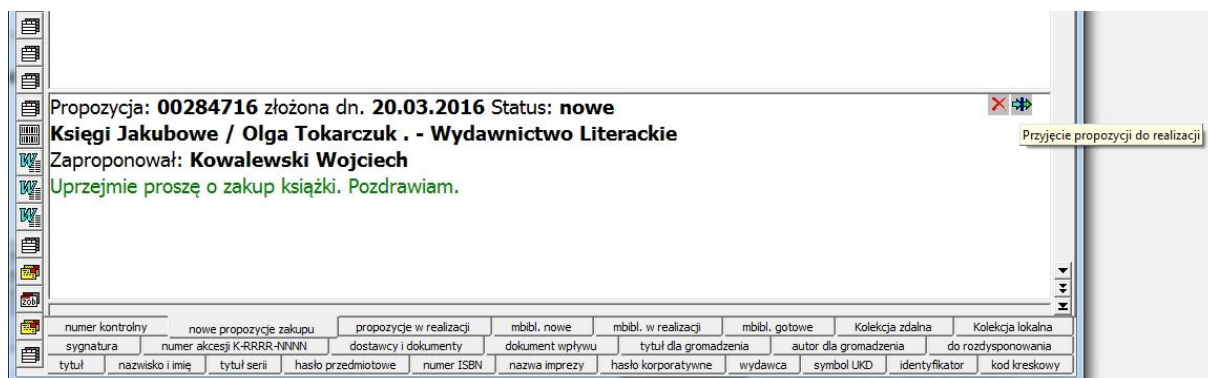 Propozycja: 00284716 złożona dn. 20.03.2016 Status: nowe
Przyjęcie propozycji do realizacji
Księgi Jakubowe / Olga Tokarczuk . - Wydawnictwo Literackie
Zaproponował: Kowalewski Wojciech
Uprzejmie proszę o zakup książki. Pozdrawiam.
numer kontrolny nowe propozycje zakupu propozycje w realizacji mbibl. nowe mbibl. w realizacji mbibl. gotowe Kolekcja zdalna Kolekcja lokalna
sygnatura numer akcesji K-RRRR-NNNN dostawcy i dokumenty dokument wpływu tytuł dla gromadzenia autor dla gromadzenia do rozdysponowania
tytuł nazwisko i imię tytuł serii hasło przedmiotowe numer ISBN nazwa imprezy hasło korporatywne wydawca symbol UKD identyfikator kod kreskowy